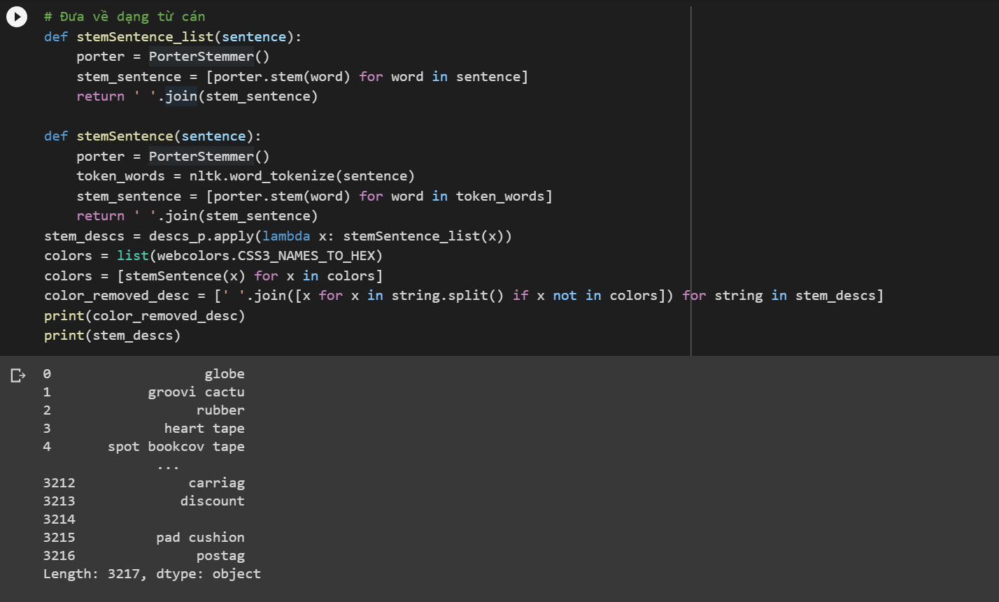 # Đưa về dạng từ cán
def stemSentence_list(sentence):
    porter = PorterStemmer()
    stem_sentence = [porter.stem(word) for word in sentence]
    return ' '.join(stem_sentence)

def stemSentence(sentence):
    porter = PorterStemmer()
    token_words = nltk.word_tokenize(sentence)
    stem_sentence = [porter.stem(word) for word in token_words]
    return ' '.join(stem_sentence)
stem_descs = descs_p.apply(lambda x: stemSentence_list(x))
colors = list(webcolors.CSS3_NAMES_TO_HEX)
colors = [stemSentence(x) for x in colors]
color_removed_desc = [' '.join([x for x in string.split() if x not in colors]) for string in stem_descs]
print(color_removed_desc)
print(stem_descs)
0                   globe
1            groovi cactu
2                  rubber
3              heart tape
4       spot bookcov tape
              ...
3212              carriag
3213             discount
3214
3215          pad cushion
3216               postag
Length: 3217, dtype: object